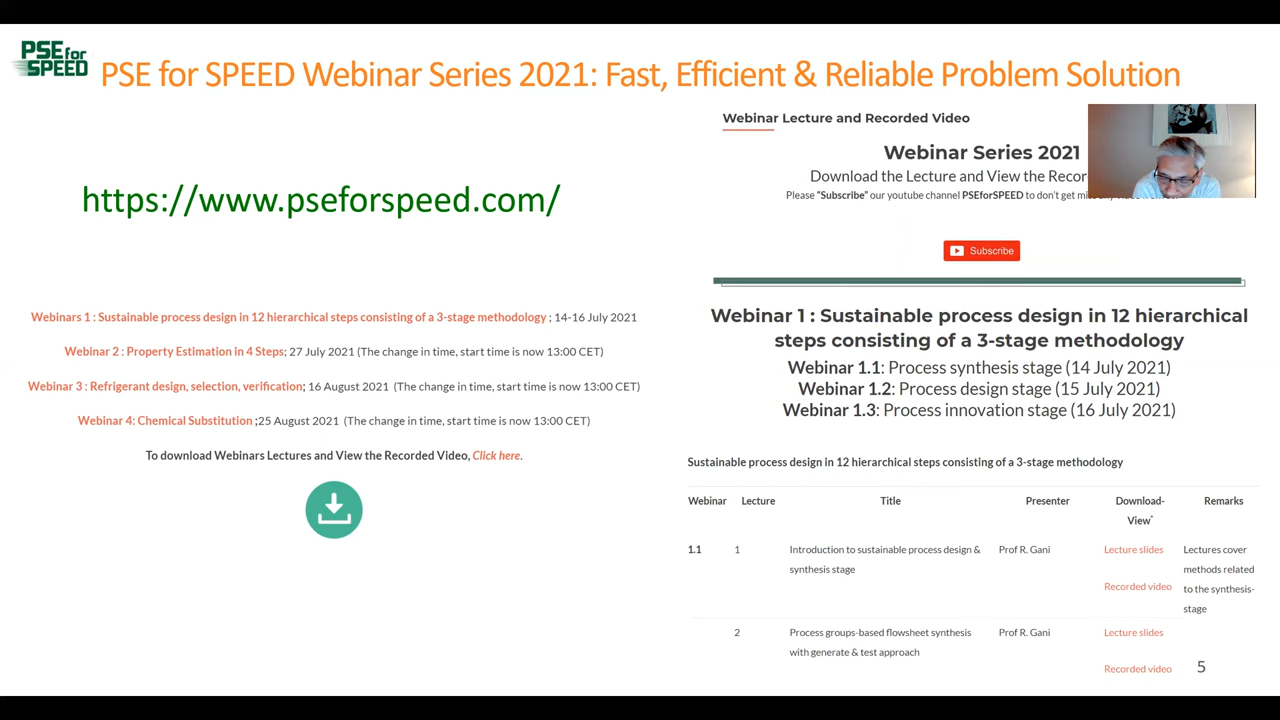 PSE for SPEED
PSE for SPEED Webinar Series 2021: Fast, Efficient & Reliable Problem Solution
https://www.pseforspeed.com/
Webinars 1 : Sustainable process design in 12 hierarchical steps consisting of a 3-stage methodology ; 14-16 July 2021
Webinar 2 : Property Estimation in 4 Steps; 27 July 2021 (The change in time, start time is now 13:00 CET)
Webinar 3 : Refrigerant design, selection, verification; 16 August 2021 (The change in time, start time is now 13:00 CET)
Webinar 4: Chemical Substitution ;25 August 2021 (The change in time, start time is now 13:00 CET)
To download Webinars Lectures and View the Recorded Video, Click here.
Webinar Lecture and Recorded Video
Webinar Series 2021
Download the Lecture and View the Recor
Please “Subscribe” our youtube channel PSEforSPEED to don't get
Subscribe
Webinar 1 : Sustainable process design in 12 hierarchical
steps consisting of a 3-stage methodology
Webinar 1.1: Process synthesis stage (14 July 2021)
Webinar 1.2: Process design stage (15 July 2021)
Webinar 1.3: Process innovation stage (16 July 2021)
Sustainable process design in 12 hierarchical steps consisting of a 3-stage methodology
Webinar Lecture Title Presenter Download- Remarks
View*
1.1 1 Introduction to sustainable process design & Prof R. Gani Lecture slides Lectures cover
synthesis stage methods related
Recorded video to the synthesis-
stage
2 Process groups-based flowsheet synthesis Prof R. Gani Lecture slides
with generate & test approach
Recorded video
5